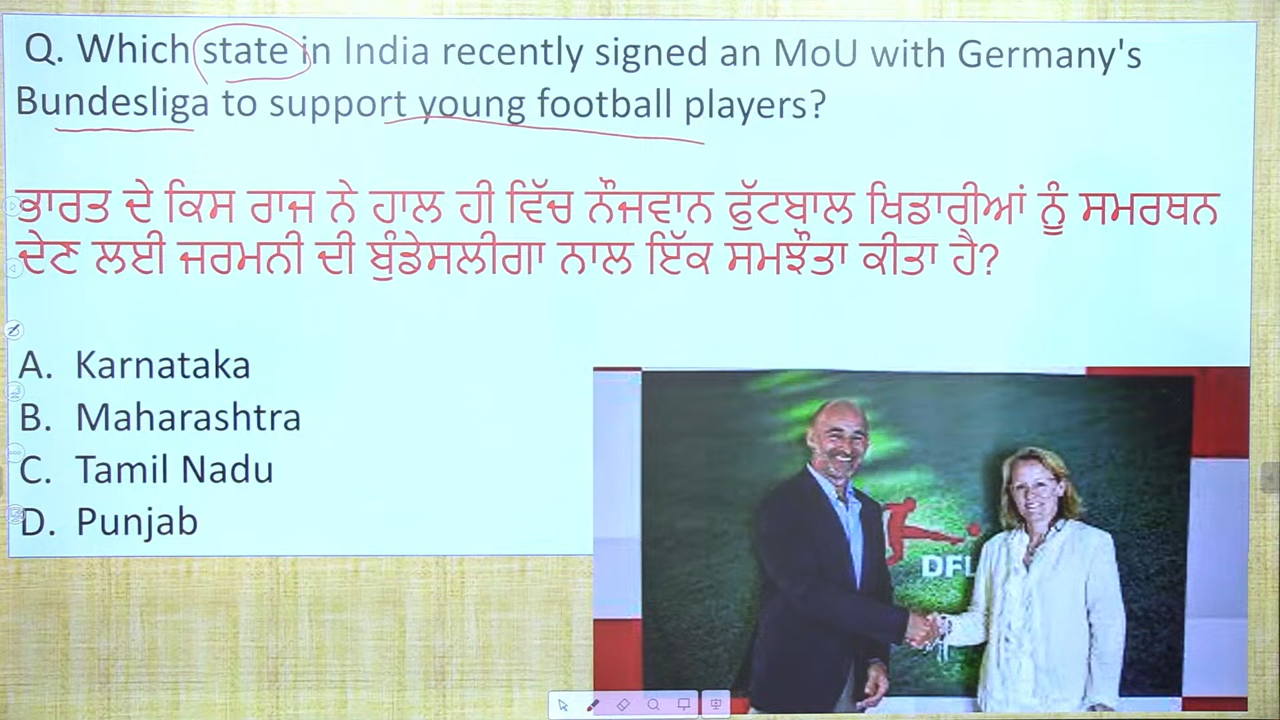 Q. Which state in India recently signed an MoU with Germany's
Bundesliga to support young football players?
ਭਾਰਤ ਦੇ ਕਿਸ ਰਾਜ ਨੇ ਹਾਲ ਹੀ ਵਿੱਚ ਨੌਜਵਾਨ ਫੁੱਟਬਾਲ ਖਿਡਾਰੀਆਂ ਨੂੰ ਸਮਰਥਨ
ਦੇਣ ਲਈ ਜਰਮਨੀ ਦੀ ਬੁੰਡੇਸਲੀਗਾ ਨਾਲ ਇੱਕ ਸਮਝੌਤਾ ਕੀਤਾ ਹੈ?
A. Karnataka
B. Maharashtra
C. Tamil Nadu
D. Punjab
DFL